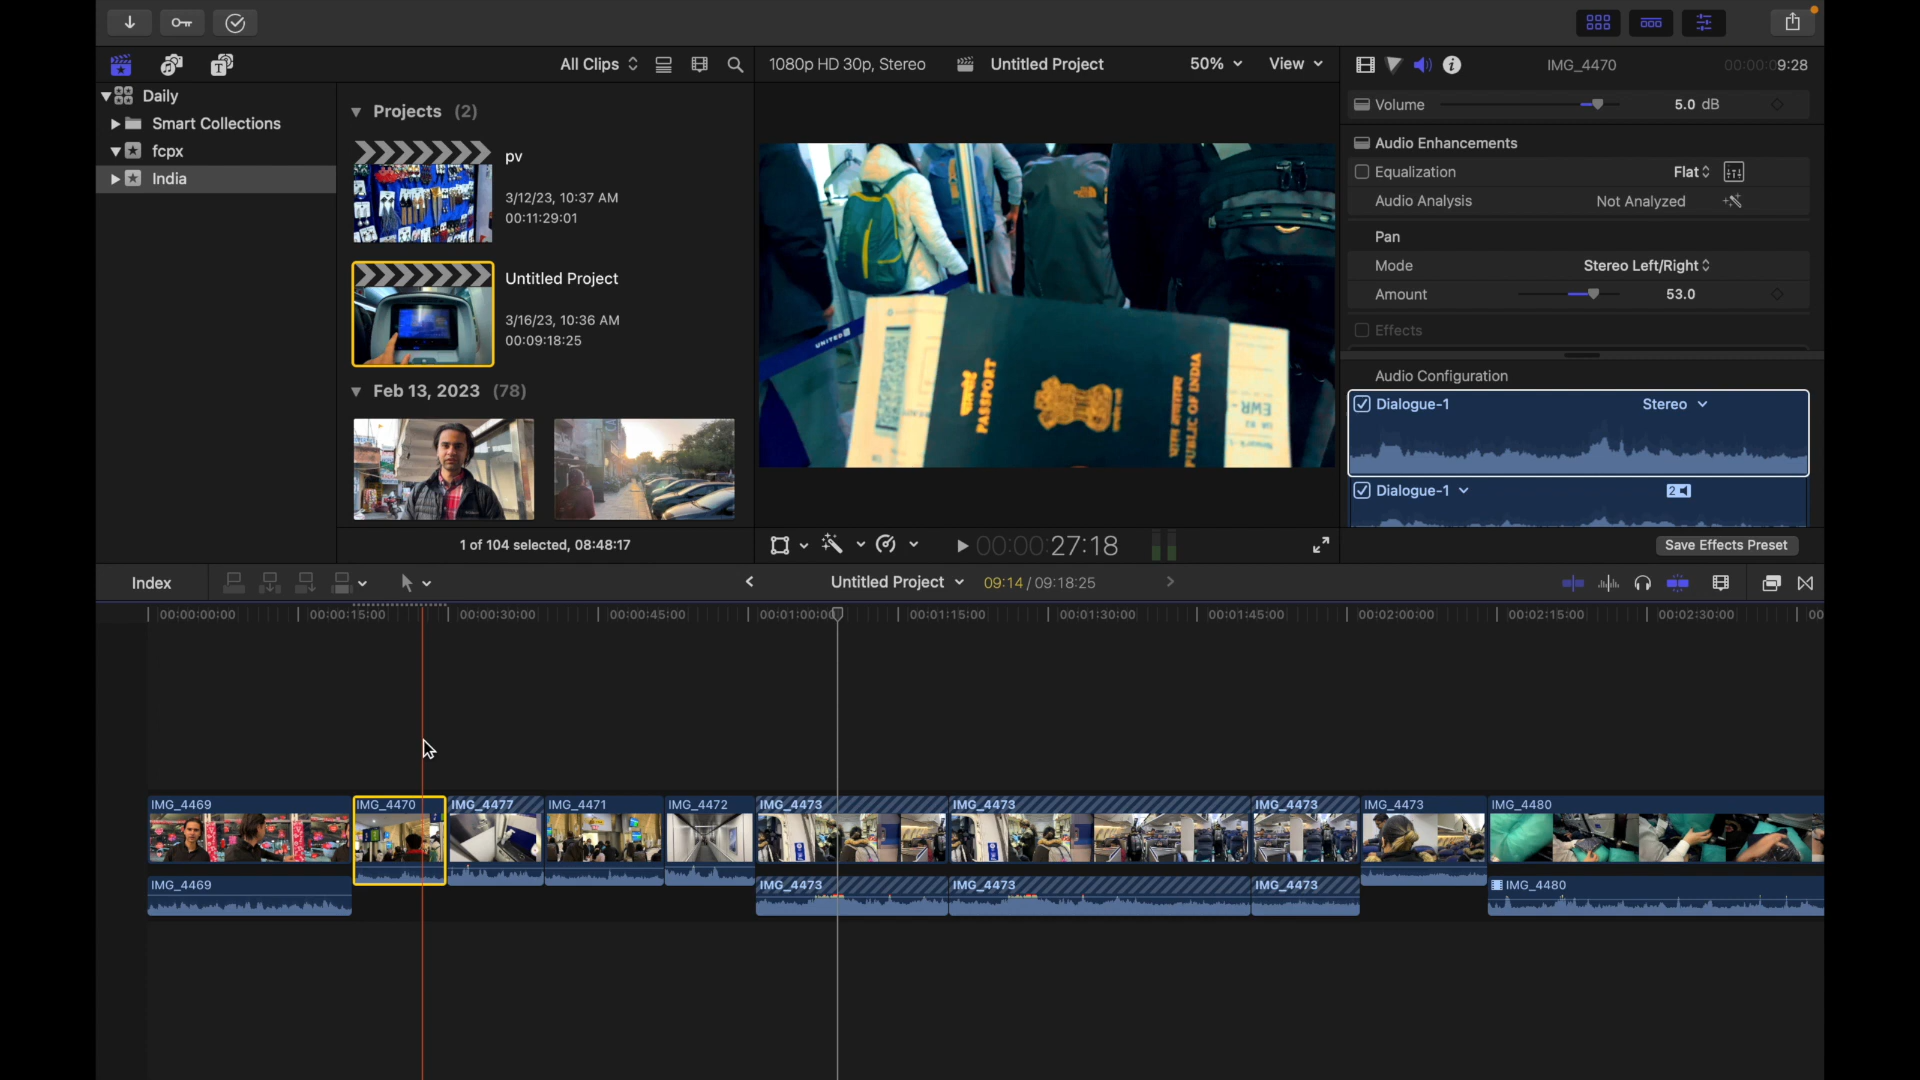 All Clips
1080p HD 30p, Stereo
Untitled Project
50%
View
IMG_4470
00:00:09:28
Daily
Smart Collections
fcpx
India
Projects (2)
pv
3/12/23, 10:37 AM
00:11:29:01
Untitled Project
3/16/23, 10:36 AM
00:09:18:25
Feb 13, 2023 (78)
1 of 104 selected, 08:48:17
UNITED
पासपोर्ट
PASSPORT
भारत गणराज्य
PUBLIC OF INDIA
00:00:27:18
Volume
5.0 dB
Audio Enhancements
Equalization
Flat
Audio Analysis
Not Analyzed
Pan
Mode
Stereo Left/Right
Amount
53.0
Effects
Audio Configuration
Dialogue-1
Stereo
Dialogue-1
2
Save Effects Preset
Index
Untitled Project
09:14 / 09:18:25
00:00:00:00
00:00:15:00
00:00:30:00
00:00:45:00
00:01:00:00
00:01:15:00
00:01:30:00
00:01:45:00
00:02:00:00
00:02:15:00
00:02:30:00
00
IMG_4469
IMG_4470
IMG_4477
IMG_4471
IMG_4472
IMG_4473
IMG_4473
IMG_4473
IMG_4473
IMG_4480
IMG_4469
IMG_4473
IMG_4473
IMG_4473
IMG_4480